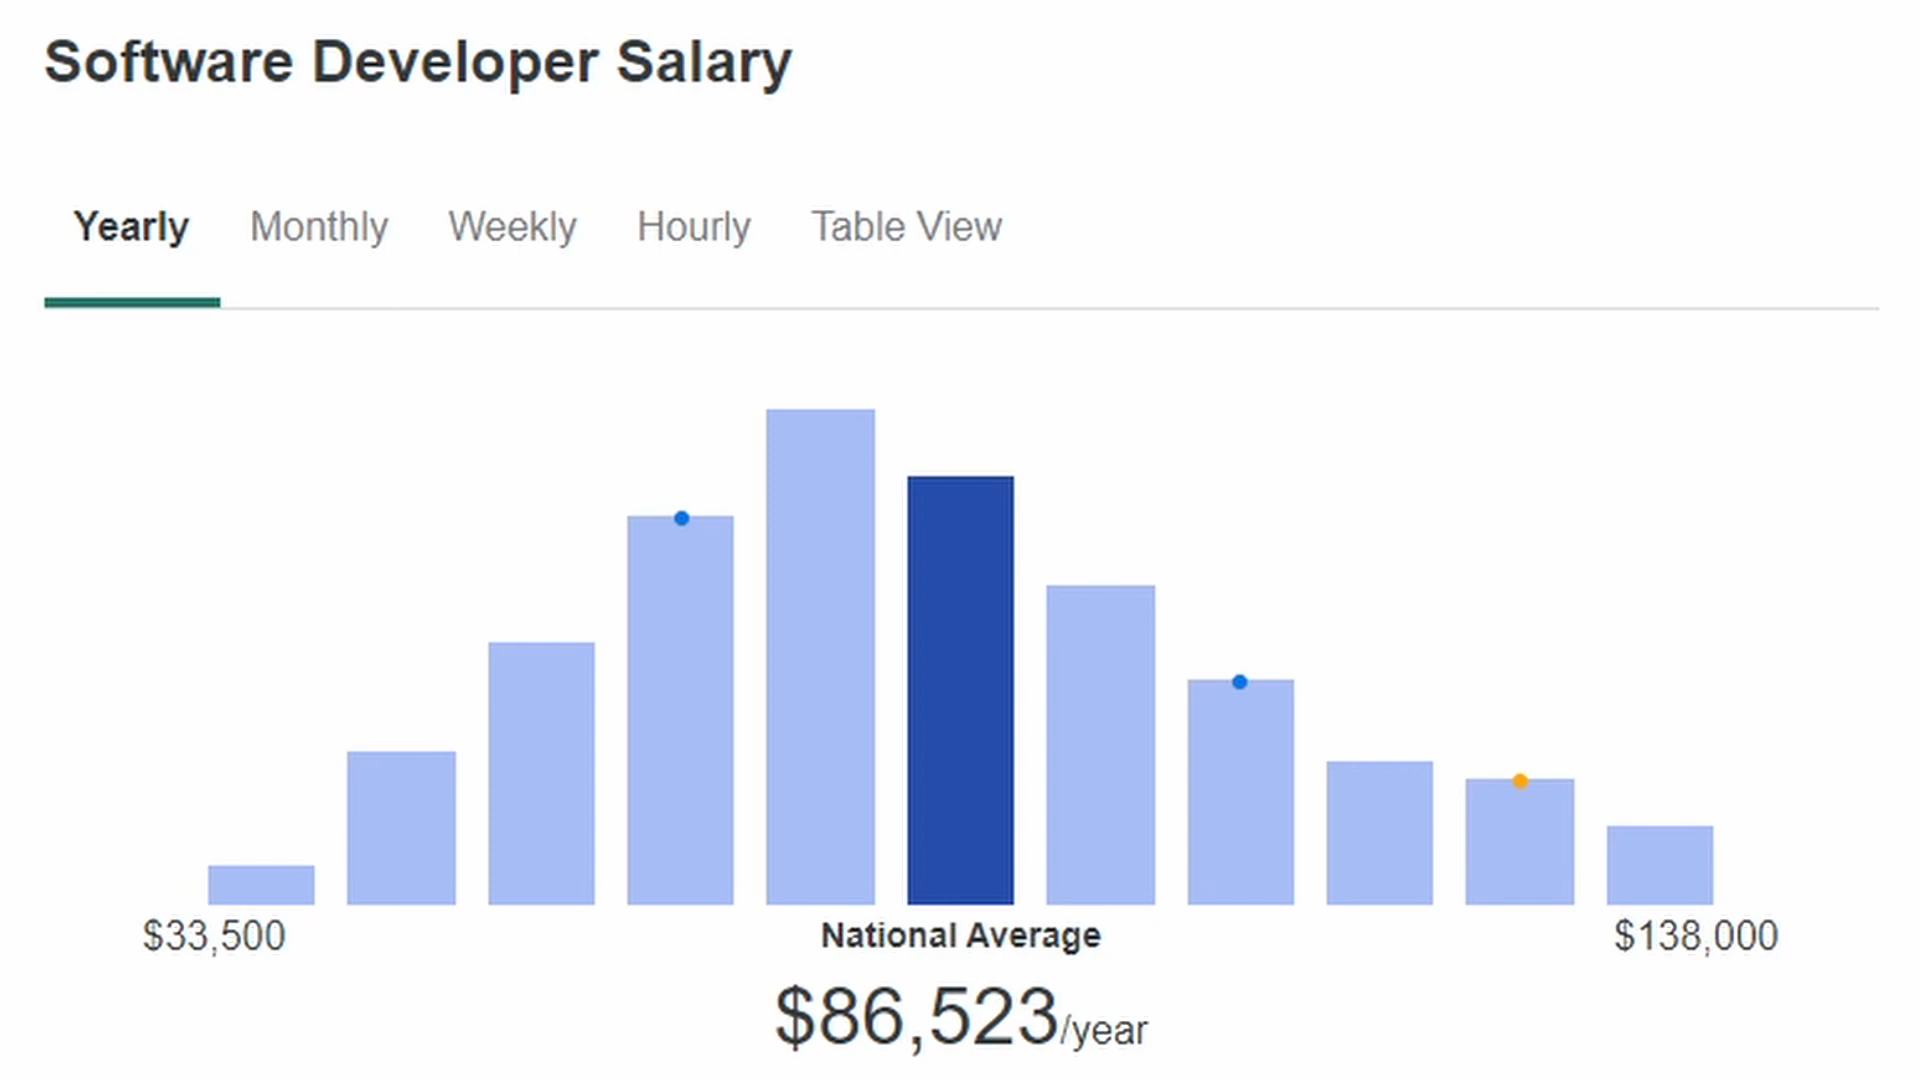 Software Developer Salary
Yearly Monthly Weekly Hourly Table View
$33,500 National Average $138,000
$86,523/year